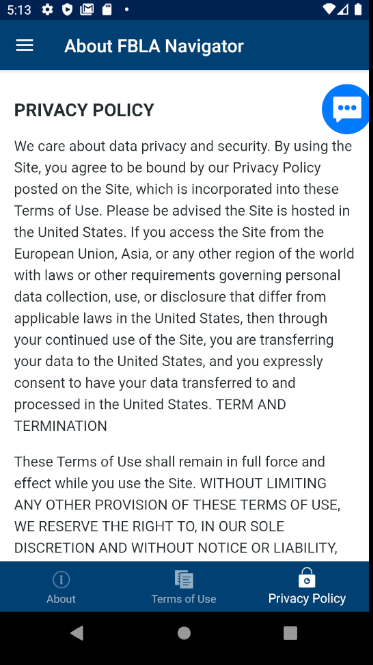 5:13
About FBLA Navigator
PRIVACY POLICY
We care about data privacy and security. By using the
Site, you agree to be bound by our Privacy Policy
posted on the Site, which is incorporated into these
Terms of Use. Please be advised the Site is hosted in
the United States. If you access the Site from the
European Union, Asia, or any other region of the world
with laws or other requirements governing personal
data collection, use, or disclosure that differ from
applicable laws in the United States, then through
your continued use of the Site, you are transferring
your data to the United States, and you expressly
consent to have your data transferred to and
processed in the United States. TERM AND
TERMINATION
These Terms of Use shall remain in full force and
effect while you use the Site. WITHOUT LIMITING
ANY OTHER PROVISION OF THESE TERMS OF USE,
WE RESERVE THE RIGHT TO, IN OUR SOLE
DISCRETION AND WITHOUT NOTICE OR LIABILITY,
About
Terms of Use
Privacy Policy